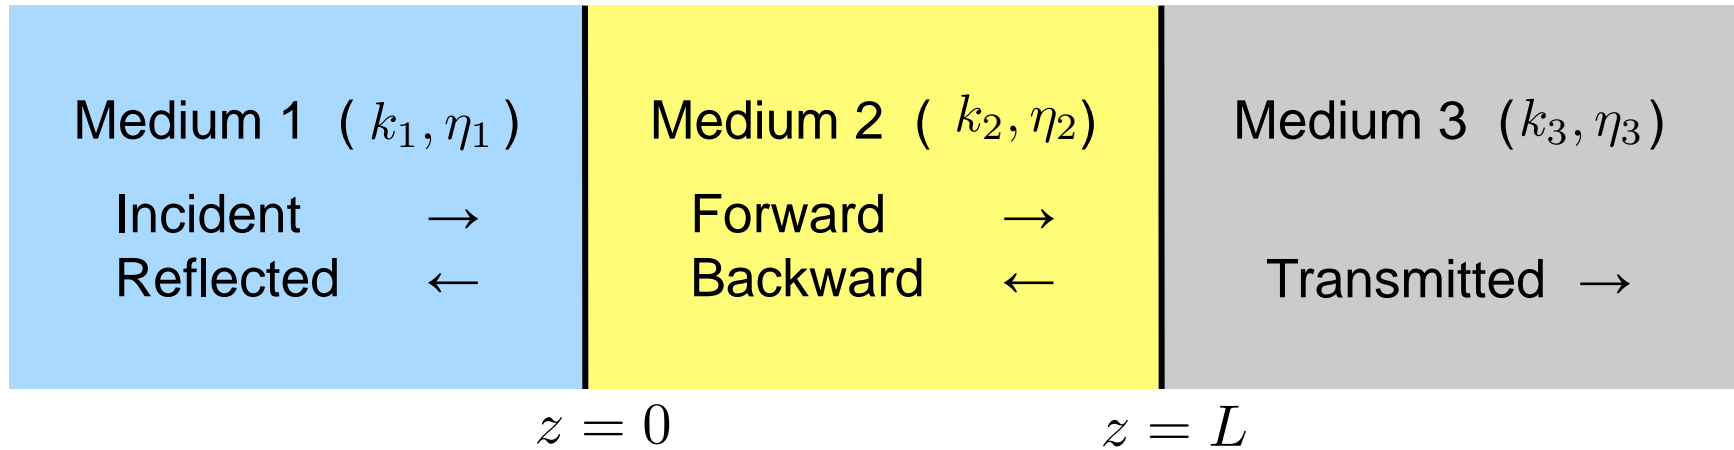 Medium 1 ( k₁, η₁ )
Incident →
Reflected ←
Medium 2 ( k₂, η₂)
Forward →
Backward ←
Medium 3 (k₃, η₃)
Transmitted →
z = 0
z = L